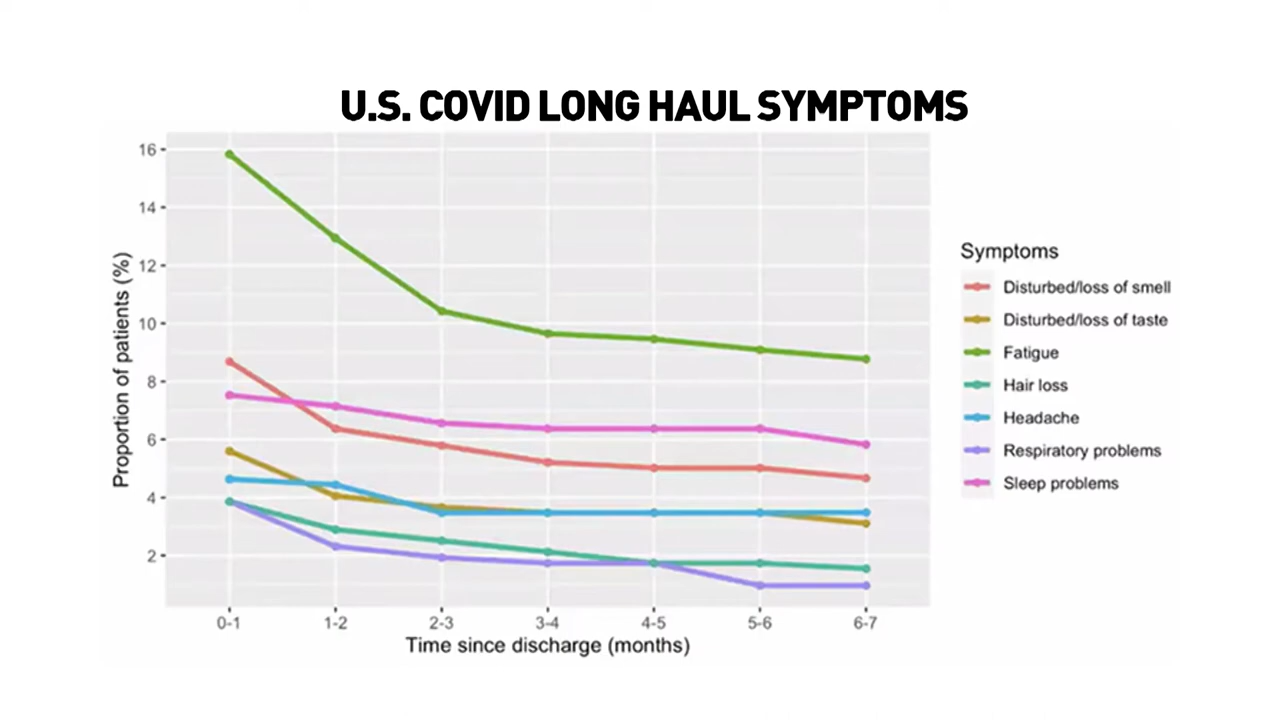 U.S. COVID LONG HAUL SYMPTOMS
16
14
12
10
8
6
4
2
Proportion of patients (%)
0-1 1-2 2-3 3-4 4-5 5-6 6-7
Time since discharge (months)
Symptoms
Disturbed/loss of smell
Disturbed/loss of taste
Fatigue
Hair loss
Headache
Respiratory problems
Sleep problems